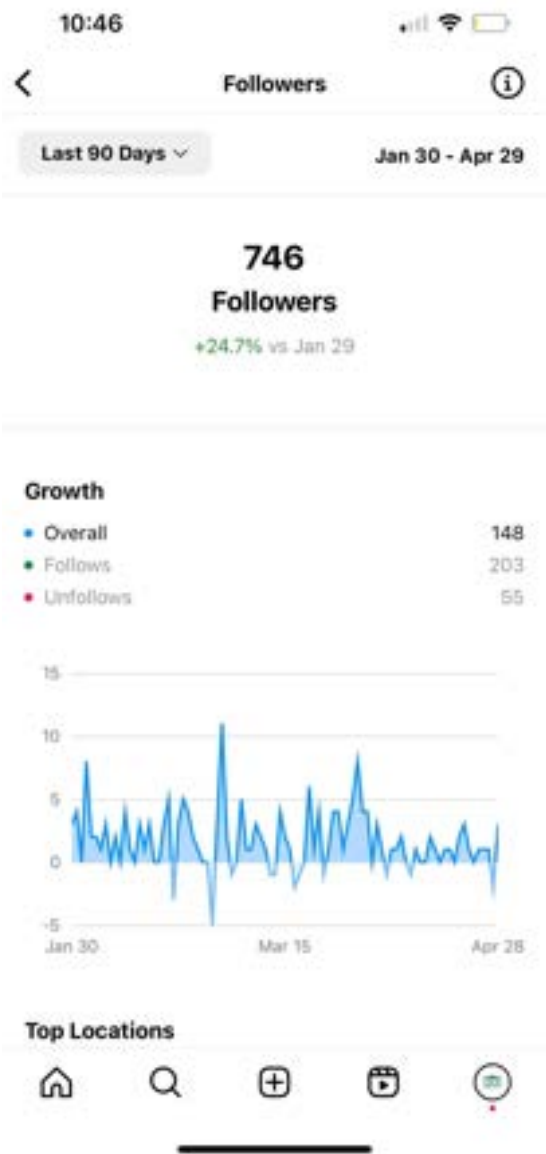 10:46
Followers
Last 90 Days
Jan 30 - Apr 29
746
Followers
+24.7% vs Jan 29
Growth
Overall 148
Follows 203
Unfollows 55
15
10
5
0
-5
Jan 30 Mar 15 Apr 28
Top Locations